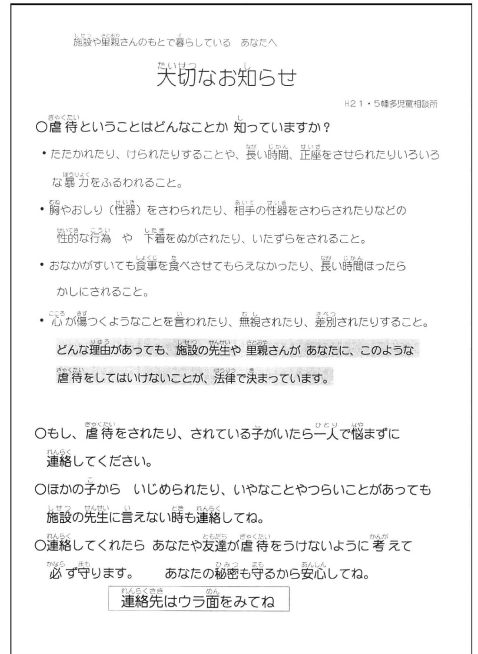 施設や里親さんのもとで暮らしている　あなたへ
大切なお知らせ
H21・5幡多児童相談所
○虐待ということはどんなことか 知っていますか？
・たたかれたり、けられたりすることや、長い時間、正座をさせられたりいろいろ
な暴力をふるわれること。
・胸やおしり（性器）をさわられたり、相手の性器をさわらされたりなどの
性的な行為　や　下着をぬがされたり、いたずらをされること。
・おなかがすいても食事を食べさせてもらえなかったり、長い時間ほったら
かしにされること。
・心が傷つくようなことを言われたり、無視されたり、差別されたりすること。
どんな理由があっても、施設の先生や 里親さんが あなたに、このような
虐待をしてはいけないことが、法律で決まっています。
○もし、虐待をされたり、されている子がいたら一人で悩まずに
連絡してください。
○ほかの子から　いじめられたり、いやなことやつらいことがあっても
施設の先生に言えない時も連絡してね。
○連絡してくれたら あなたや友達が虐待をうけないように考えて
必ず守ります。　　あなたの秘密も守るから安心してね。
連絡先はウラ面をみてね